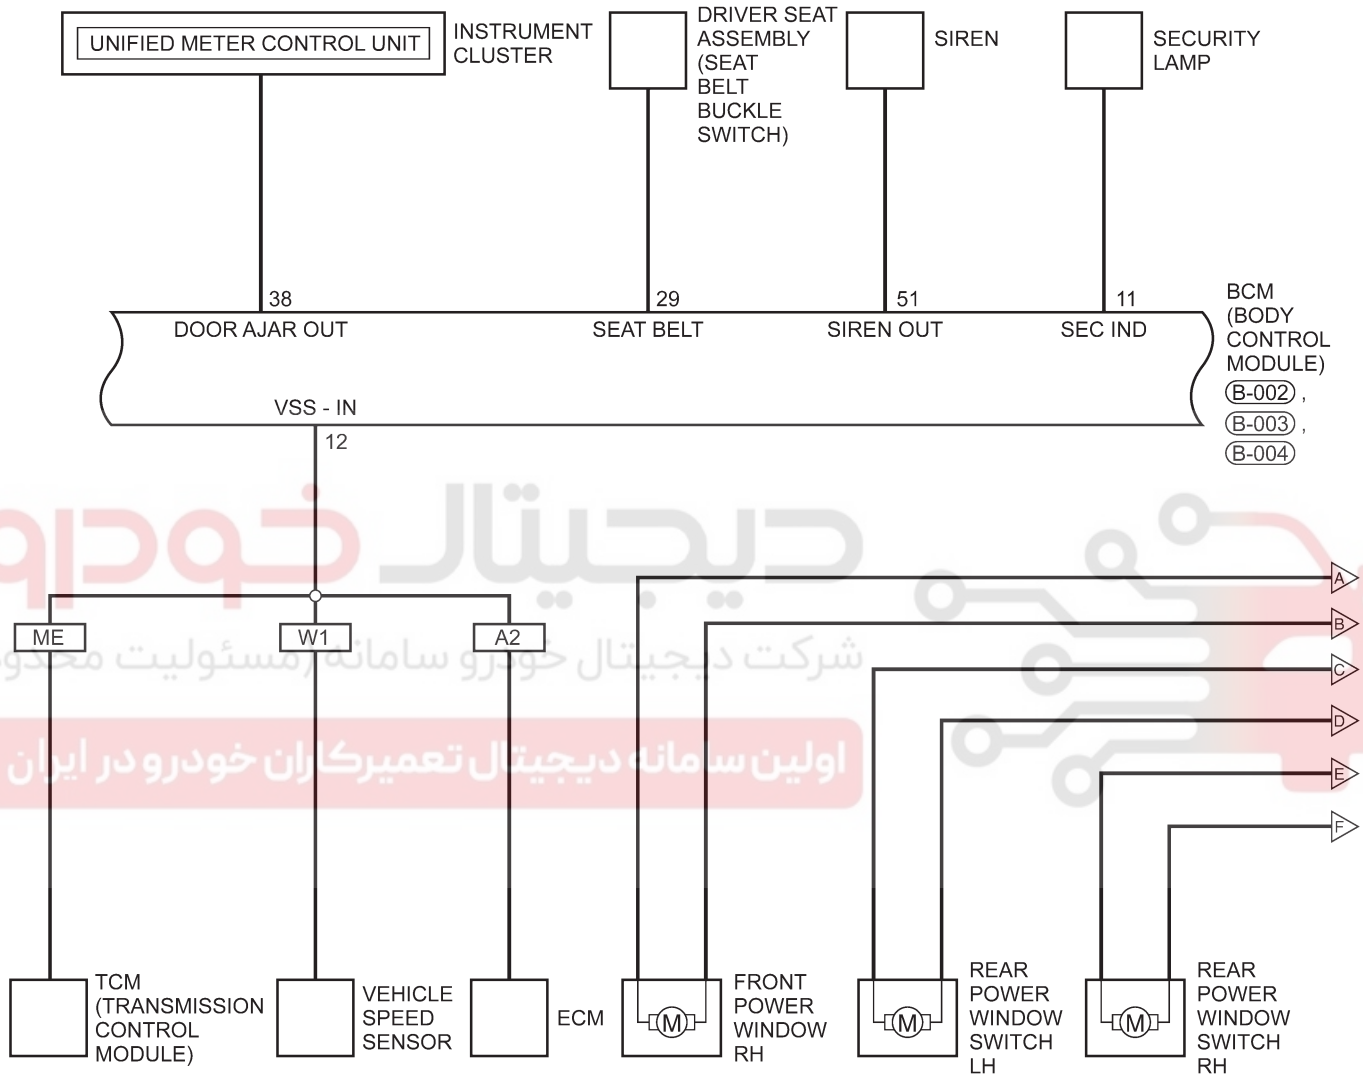 UNIFIED METER CONTROL UNIT
INSTRUMENT
CLUSTER
DRIVER SEAT
ASSEMBLY
(SEAT
BELT
BUCKLE
SWITCH)
SIREN
SECURITY
LAMP
38
29
51
11
DOOR AJAR OUT
SEAT BELT
SIREN OUT
SEC IND
BCM
(BODY
CONTROL
MODULE)
B-002 ,
B-003 ,
B-004
VSS - IN
12
دیجیتال خودرو
شرکت دیجیتال خودرو سامانه (مسئولیت
اولین سامانه دیجیتال تعمیرکاران خودرو در ایران
A
B
C
D
E
F
ME
W1
A2
TCM
(TRANSMISSION
CONTROL
MODULE)
VEHICLE
SPEED
SENSOR
ECM
M
FRONT
POWER
WINDOW
RH
M
REAR
POWER
WINDOW
SWITCH
LH
M
REAR
POWER
WINDOW
SWITCH
RH